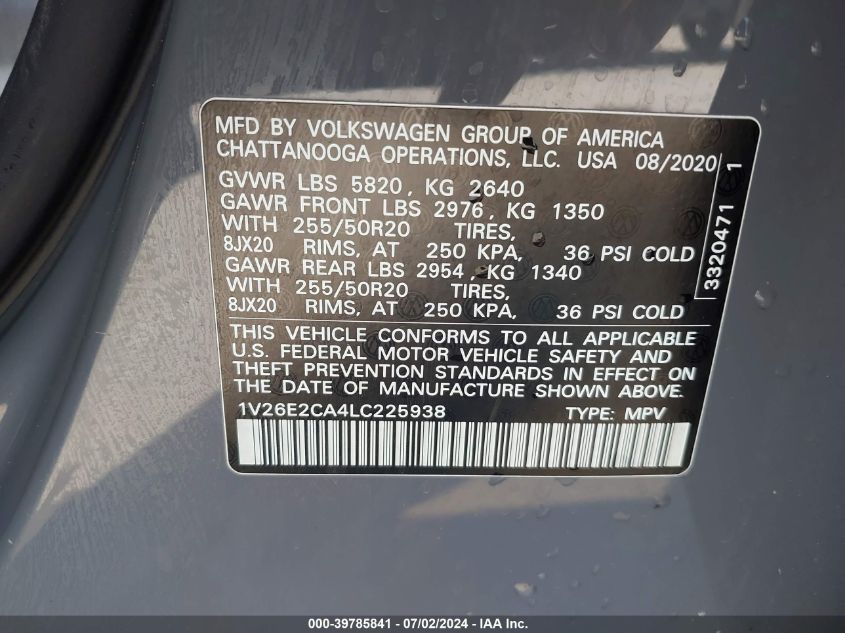 MFD BY VOLKSWAGEN GROUP OF AMERICA
CHATTANOOGA OPERATIONS, LLC. USA 08/2020
GVWR LBS 5820, KG 2640
GAWR FRONT LBS 2976, KG 1350
WITH 255/50R20 TIRES,
8JX20 RIMS, AT 250 KPA, 36 PSI COLD
GAWR REAR LBS 2954, KG 1340
WITH 255/50R20 TIRES,
8JX20 RIMS, AT 250 KPA, 36 PSI COLD
THIS VEHICLE CONFORMS TO ALL APPLICABLE
U.S. FEDERAL MOTOR VEHICLE SAFETY AND
THEFT PREVENTION STANDARDS IN EFFECT ON
THE DATE OF MANUFACTURE SHOWN ABOVE.
1V26E2CA4LC225938 TYPE: MPV
3320471 1
000-39785841 | 07/02/2024 | IAA Inc.